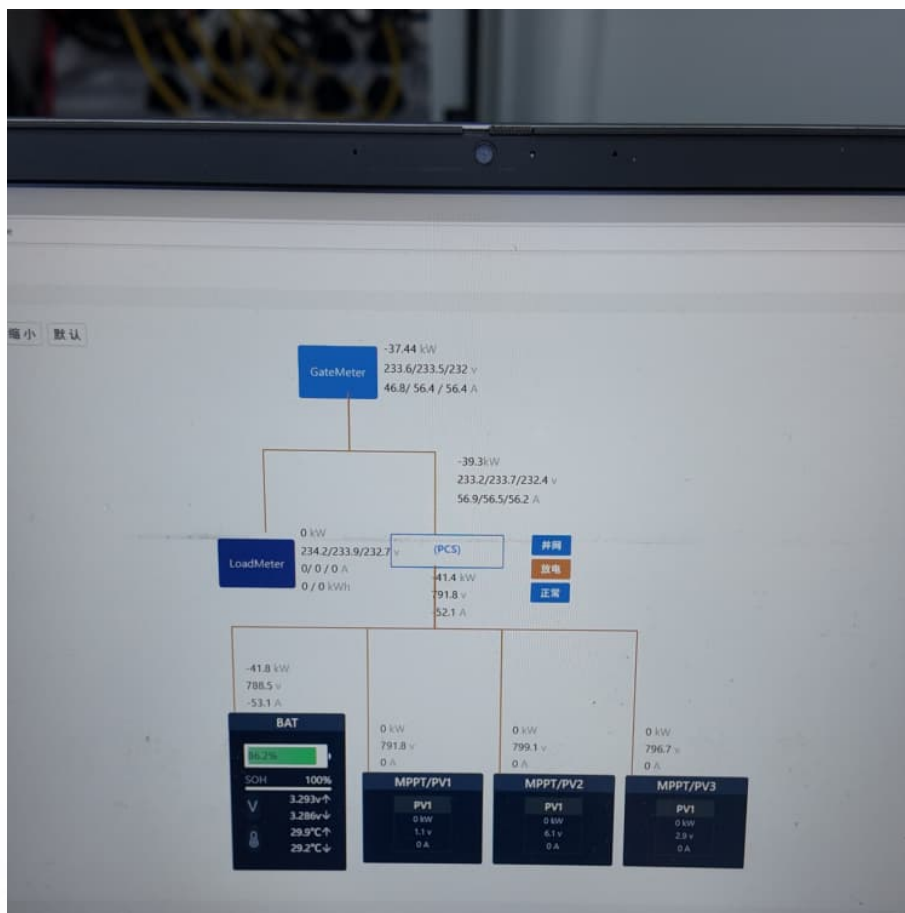 缩小 默认
GateMeter
-37.44 kW
233.6/233.5/232 v
46.8/ 56.4 / 56.4 A
-39.3kW
233.2/233.7/232.4 v
56.9/56.5/56.2 A
LoadMeter
0 kW
234.2/233.9/232.7 v
0/ 0 / 0 A
0 / 0 kWh
(PCS)
并网
放电
正常
-41.4 kW
791.8 v
-52.1 A
-41.8 kW
788.5 v
-53.1 A
BAT
86.2%
SOH 100%
V 3.293v↑
3.286v↓
29.9℃↑
29.2℃↓
0 kW
791.8 v
0 A
MPPT/PV1
PV1
0 kW
1.1 v
0 A
0 kW
799.1 v
0 A
MPPT/PV2
PV1
0 kW
6.1 v
0 A
0 kW
796.7 v
0 A
MPPT/PV3
PV1
0 kW
2.9 v
0 A